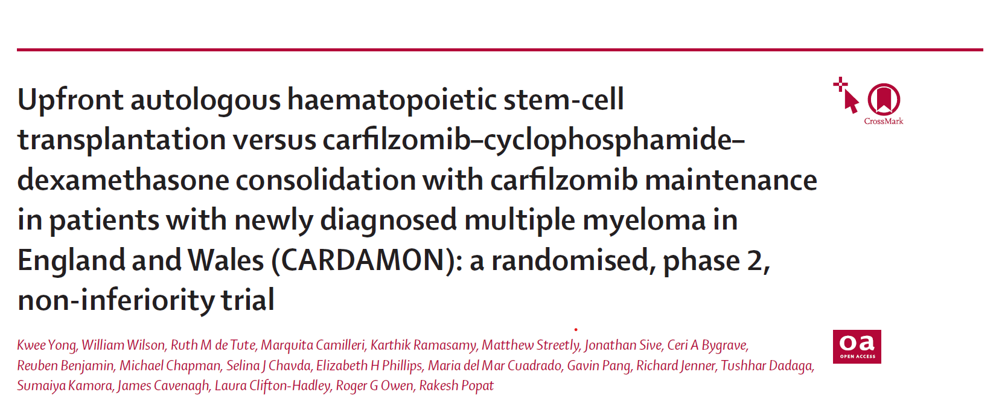 Upfront autologous haematopoietic stem-cell
transplantation versus carfilzomib–cyclophosphamide–
dexamethasone consolidation with carfilzomib maintenance
in patients with newly diagnosed multiple myeloma in
England and Wales (CARDAMON): a randomised, phase 2,
non-inferiority trial
CrossMark
Kwee Yong, William Wilson, Ruth M de Tute, Marquita Camilleri, Karthik Ramasamy, Matthew Streetly, Jonathan Sive, Ceri A Bygrave,
Reuben Benjamin, Michael Chapman, Selina J Chavda, Elizabeth H Phillips, Maria del Mar Cuadrado, Gavin Pang, Richard Jenner, Tushhar Dadaga,
Sumaiya Kamora, James Cavenagh, Laura Clifton-Hadley, Roger G Owen, Rakesh Popat
oa
OPEN ACCESS